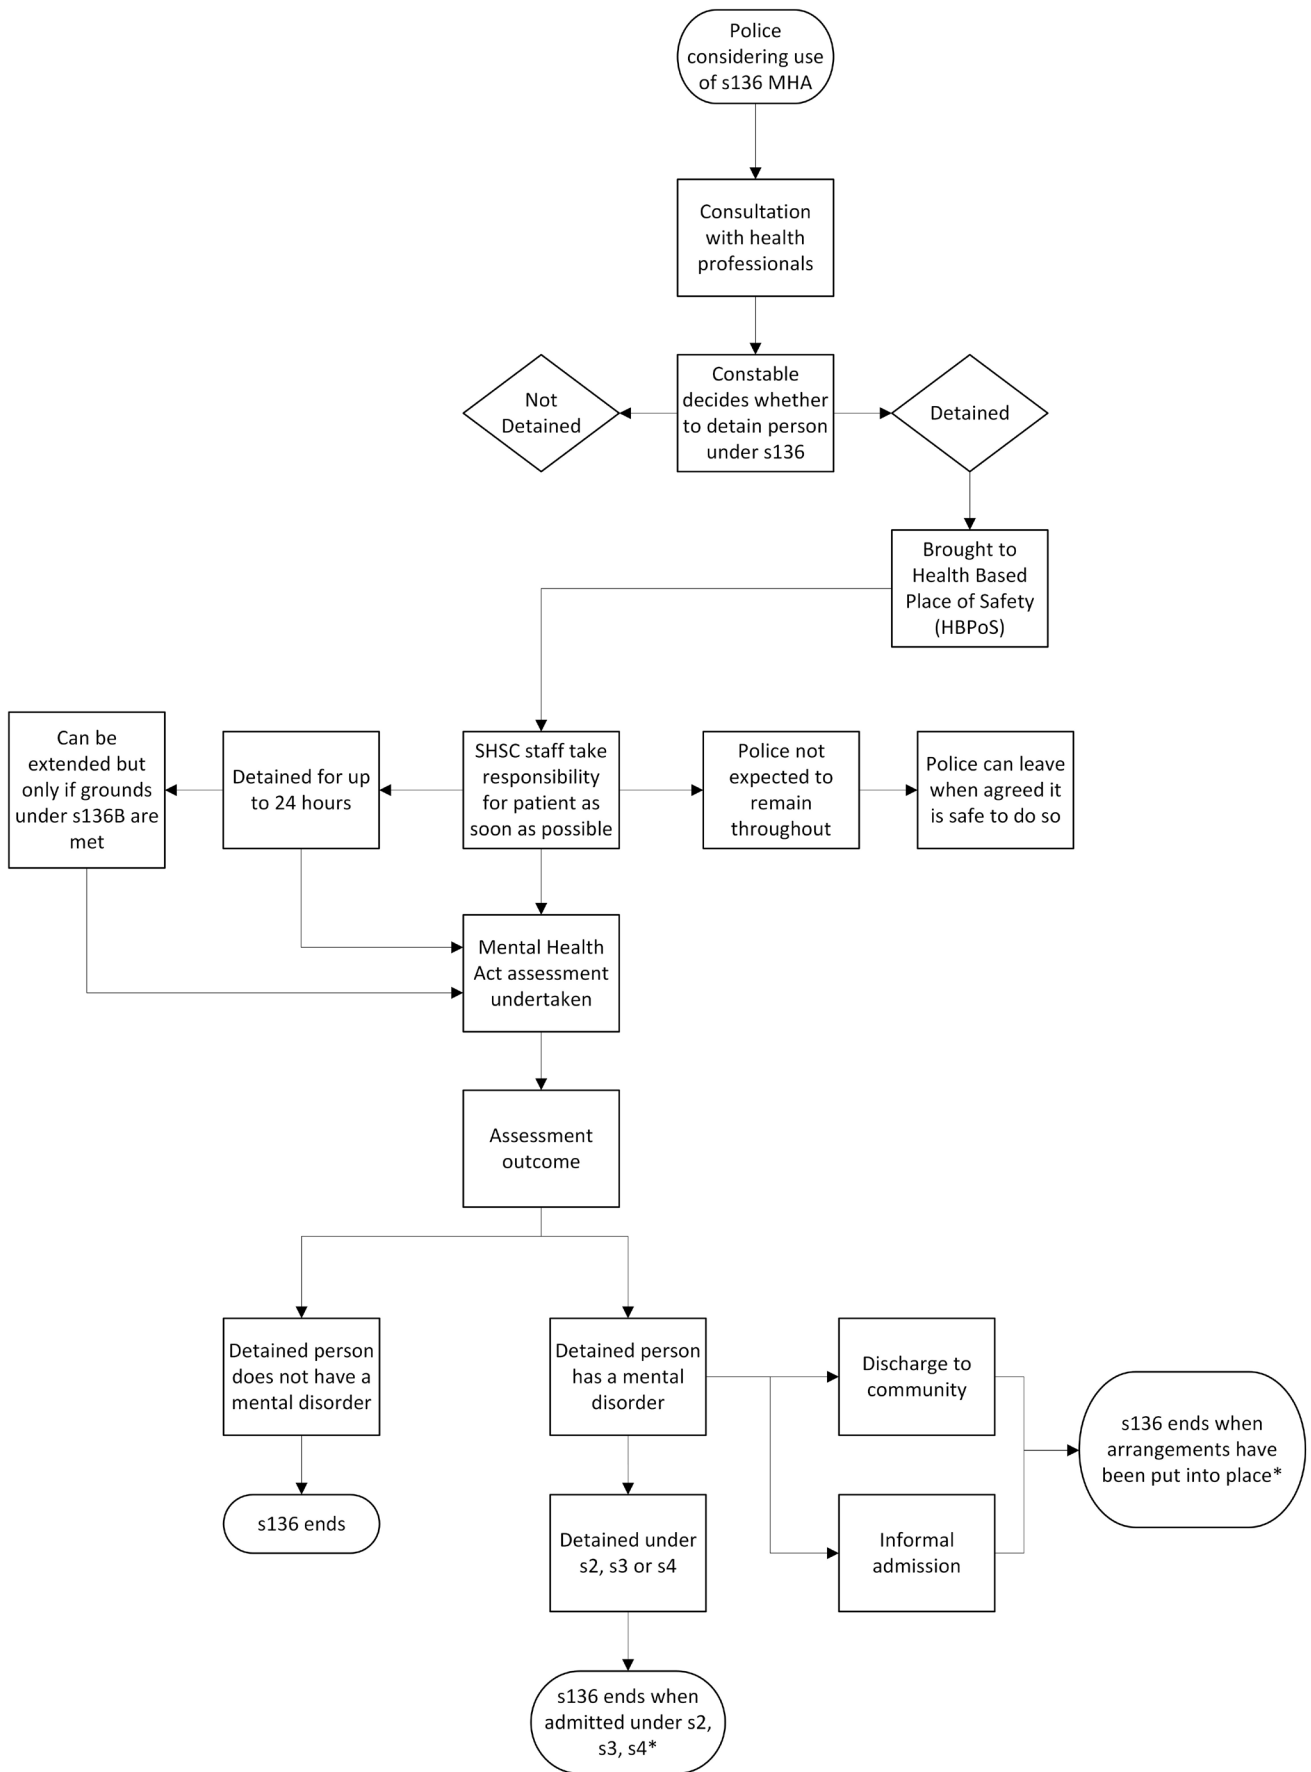 Police
considering use
of s136 MHA
Consultation
with health
professionals
Constable
decides whether
to detain person
under s136
Not
Detained
Detained
Brought to
Health Based
Place of Safety
(HBPoS)
Can be
extended but
only if grounds
under s136B are
met
Detained for up
to 24 hours
SHSC staff take
responsibility
for patient as
soon as possible
Police not
expected to
remain
throughout
Police can leave
when agreed it
is safe to do so
Mental Health
Act assessment
undertaken
Assessment
outcome
Detained person
does not have a
mental disorder
Detained person
has a mental
disorder
Discharge to
community
s136 ends when
arrangements have
been put into place*
s136 ends
Detained under
s2, s3 or s4
Informal
admission
s136 ends when
admitted under s2,
s3, s4*